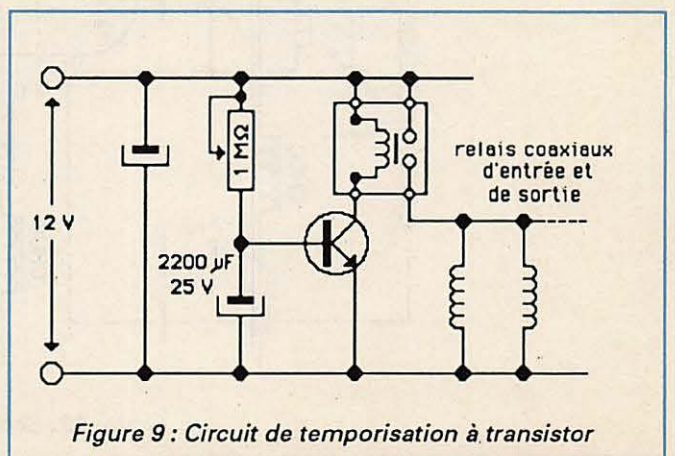 1 MΩ
relais coaxiaux
d'entrée et
de sortie
12 V
2200 µF
25 V
Figure 9 : Circuit de temporisation à transistor